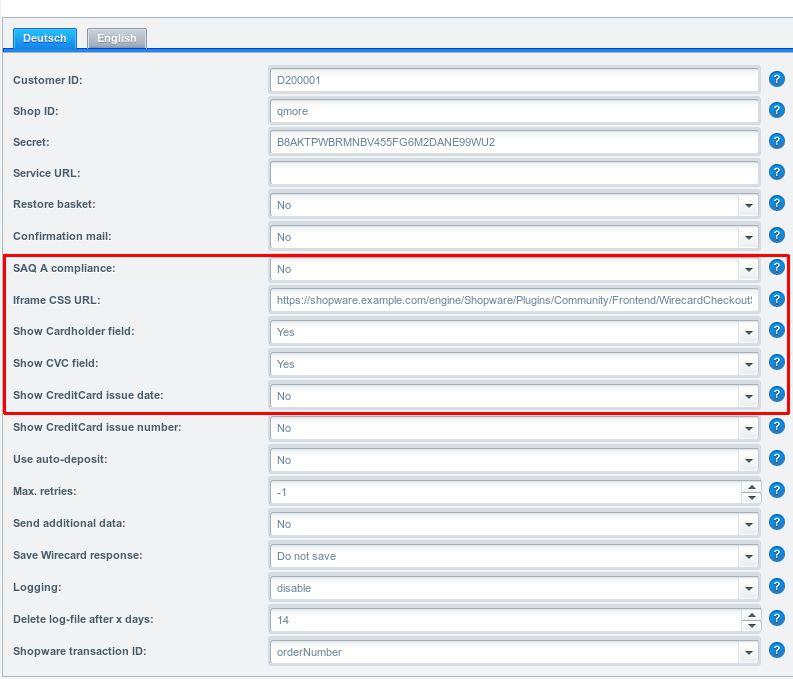 Deutsch English
Customer ID: D200001 ?
Shop ID: qmore ?
Secret: B8AKTPWBRMNBV455FG6M2DANE99WU2 ?
Service URL: ?
Restore basket: No ?
Confirmation mail: No ?
SAQ A compliance: No ?
Iframe CSS URL: https://shopware.example.com/engine/Shopware/Plugins/Community/Frontend/WirecardCheckout ?
Show Cardholder field: Yes ?
Show CVC field: Yes ?
Show CreditCard issue date: No ?
Show CreditCard issue number: No ?
Use auto-deposit: No ?
Max. retries: -1 ?
Send additional data: No ?
Save Wirecard response: Do not save ?
Logging: disable ?
Delete log-file after x days: 14 ?
Shopware transaction ID: orderNumber ?